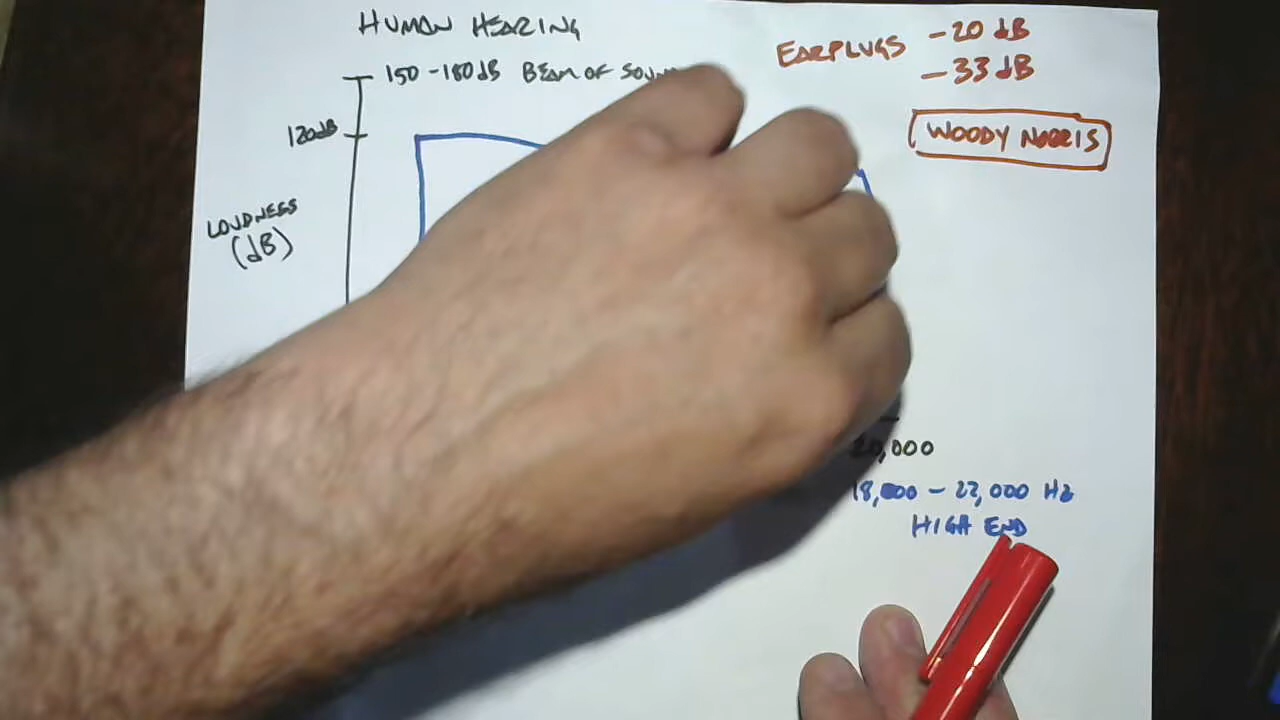 HUMAN HEARING
150 - 180 dB BEAM OF
120dB
LOUDNESS
(dB)
EARPLUGS - 20 dB
- 33 dB
WOODY NORRIS
20,000
18,000 - 22,000 Hz
HIGH END